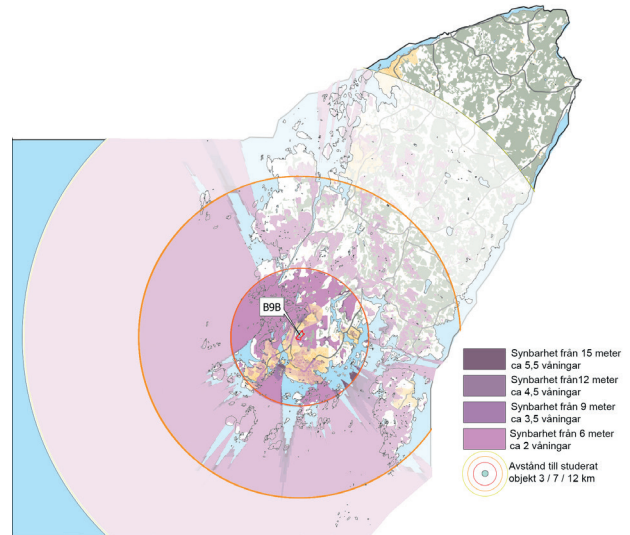 B9B
Synbarhet från 15 meter
ca 5,5 våningar
Synbarhet från12 meter
ca 4,5 våningar
Synbarhet från 9 meter
ca 3,5 våningar
Synbarhet från 6 meter
ca 2 våningar
Avstånd till studerat
objekt 3 / 7 / 12 km